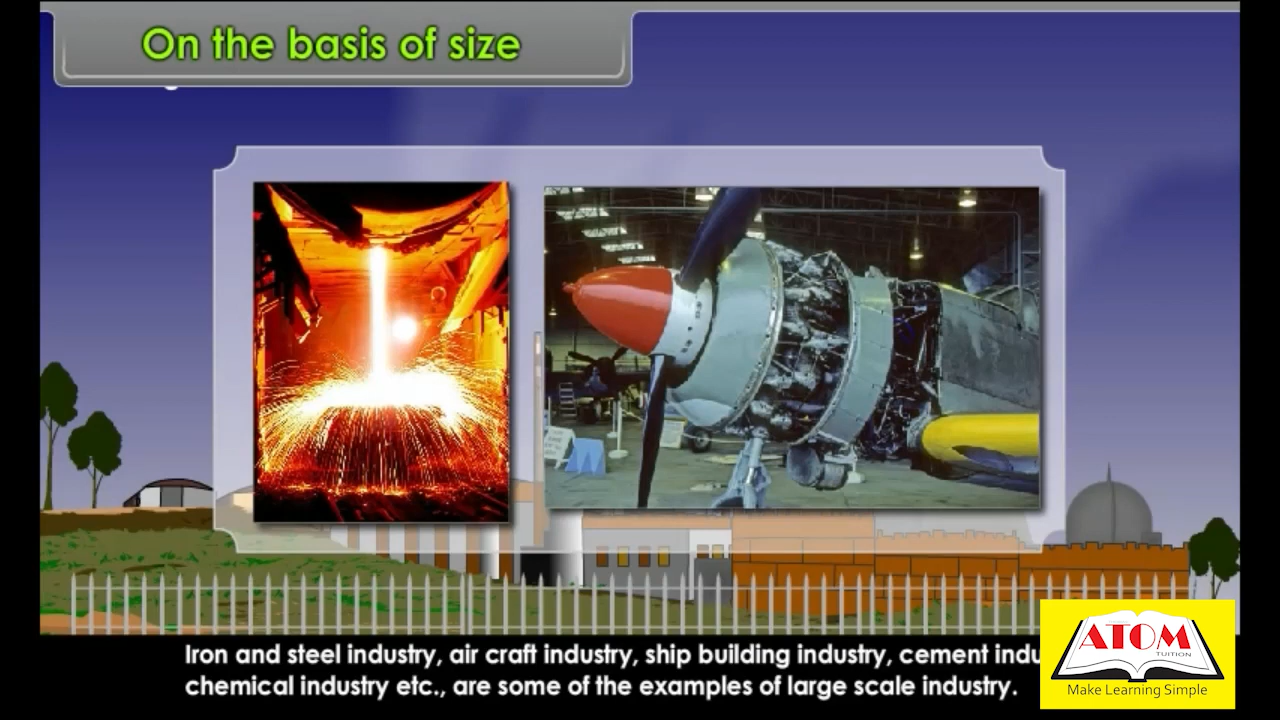 On the basis of size
Iron and steel industry, air craft industry, ship building industry, cement
chemical industry etc., are some of the examples of large scale industry.
ATOM
TUITION
Make Learning Simple